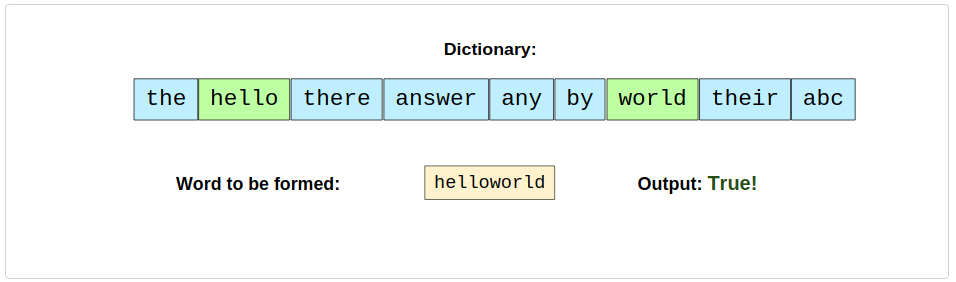 Dictionary:
the hello there answer any by world their abc
Word to be formed: helloworld Output: True!